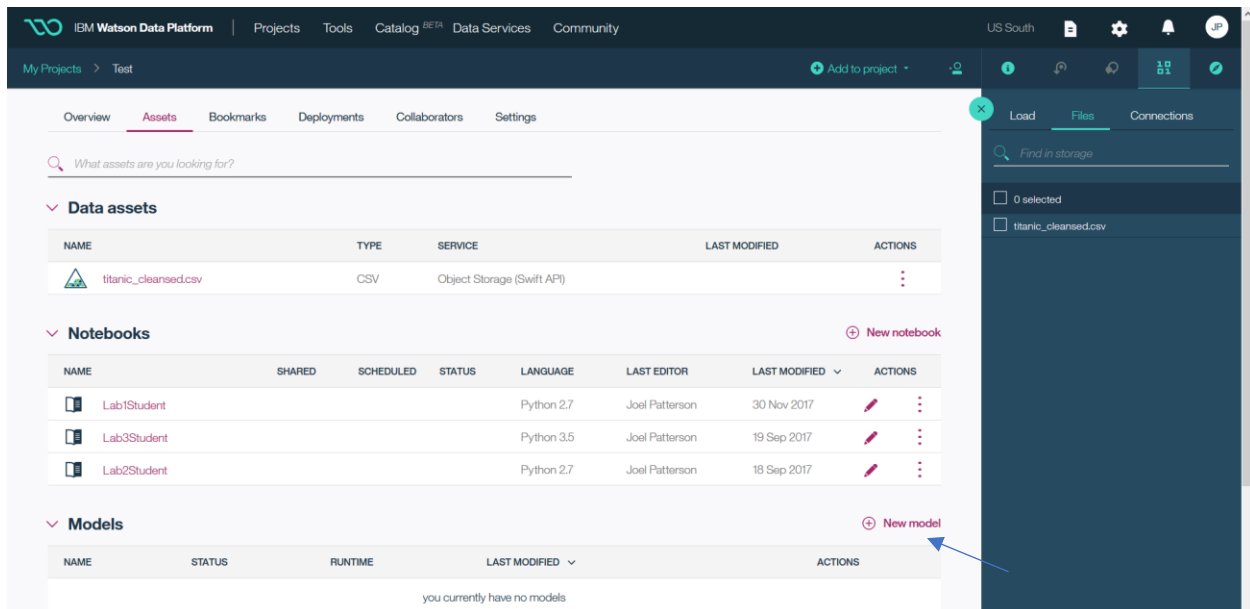 IBM Watson Data Platform Projects Tools Catalog BETA Data Services Community US South JP
My Projects > Test Add to project
Overview Assets Bookmarks Deployments Collaborators Settings
Load Files Connections
What assets are you looking for?
Find in storage
0 selected
titanic_cleansed.csv
Data assets
NAME TYPE SERVICE LAST MODIFIED ACTIONS
titanic_cleansed.csv CSV Object Storage (Swift API)
Notebooks New notebook
NAME SHARED SCHEDULED STATUS LANGUAGE LAST EDITOR LAST MODIFIED ACTIONS
Lab1Student Python 2.7 Joel Patterson 30 Nov 2017
Lab3Student Python 3.5 Joel Patterson 19 Sep 2017
Lab2Student Python 2.7 Joel Patterson 18 Sep 2017
Models New model
NAME STATUS RUNTIME LAST MODIFIED ACTIONS
you currently have no models